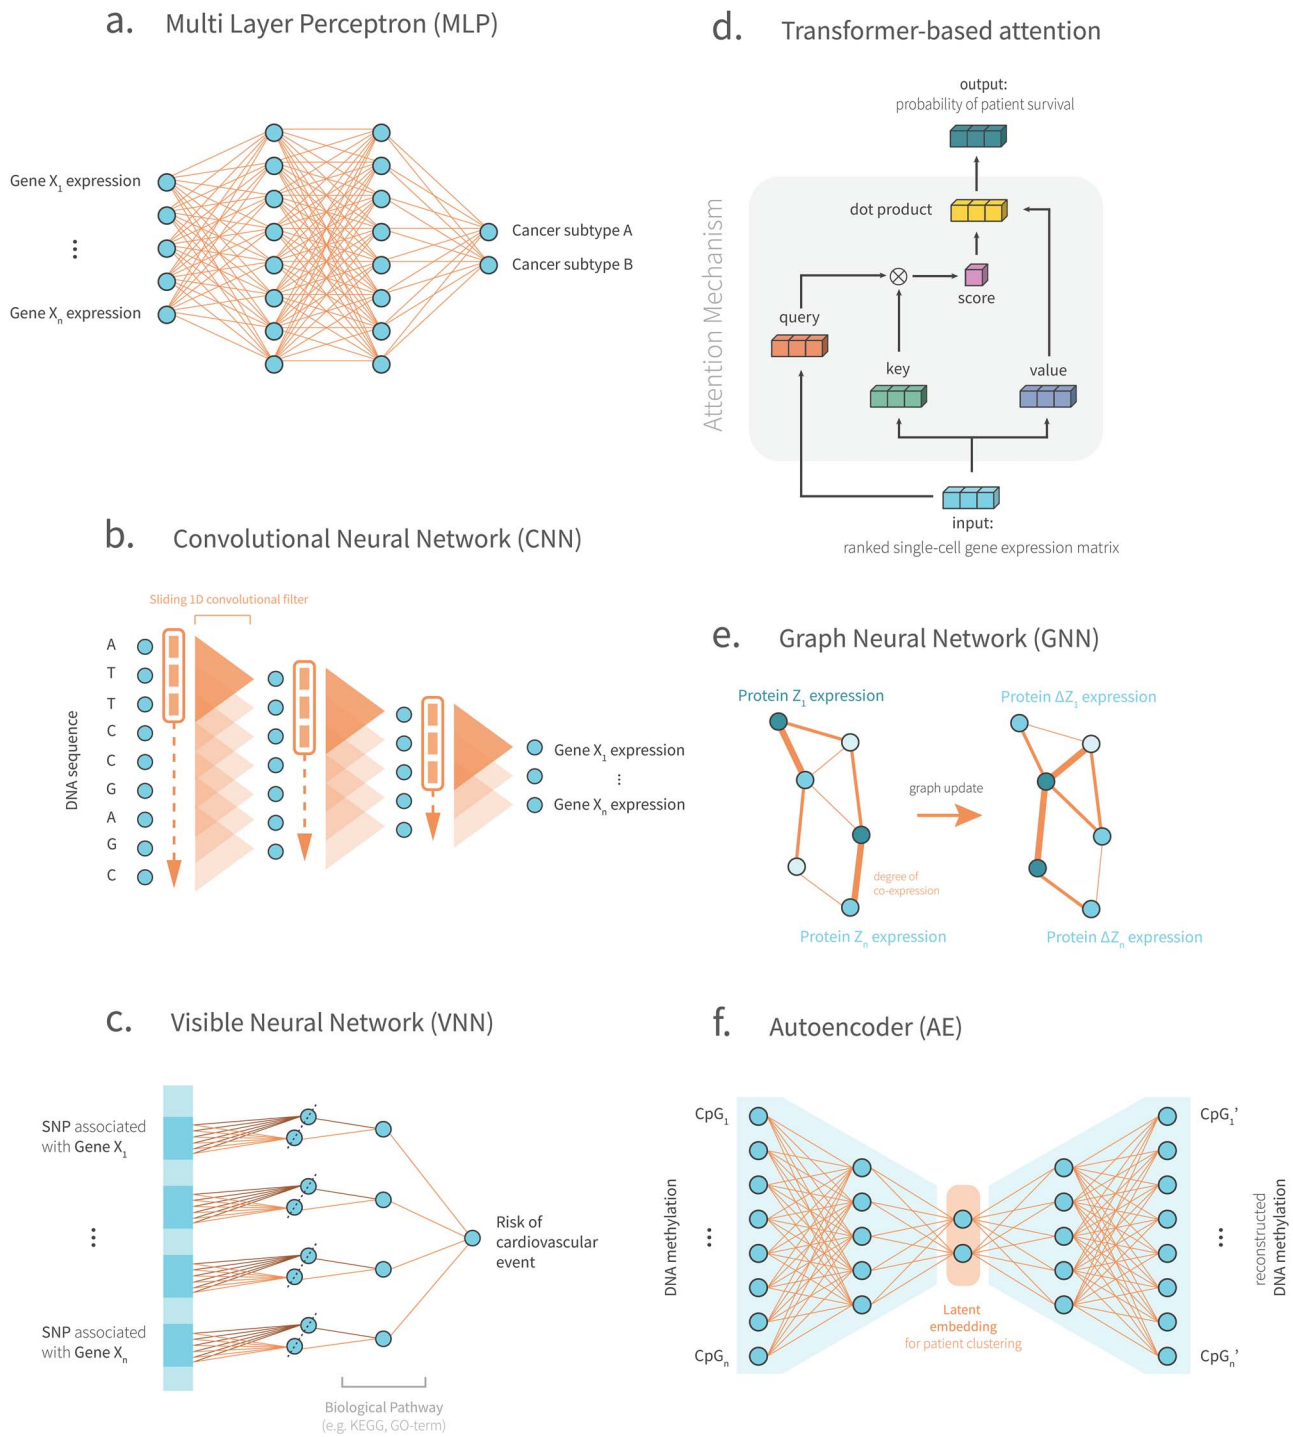 a. Multi Layer Perceptron (MLP)
Gene X₁ expression
⋮
Gene Xₙ expression
Cancer subtype A
Cancer subtype B
b. Convolutional Neural Network (CNN)
Sliding 1D convolutional filter
DNA sequence
A
T
T
C
C
G
A
G
C
Gene X₁ expression
⋮
Gene Xₙ expression
c. Visible Neural Network (VNN)
SNP associated
with Gene X₁
⋮
SNP associated
with Gene Xₙ
Risk of
cardiovascular
event
Biological Pathway
(e.g. KEGG, GO-term)
d. Transformer-based attention
output:
probability of patient survival
Attention Mechanism
dot product
score
query
key
value
input:
ranked single-cell gene expression matrix
e. Graph Neural Network (GNN)
Protein Z₁ expression
Protein ΔZ₁ expression
graph update
degree of
co-expression
Protein Zₙ expression
Protein ΔZₙ expression
f. Autoencoder (AE)
CpG₁
⋮
CpGₙ
DNA methylation
Latent
embedding
for patient clustering
CpG₁’
⋮
CpGₙ’
reconstructed
DNA methylation